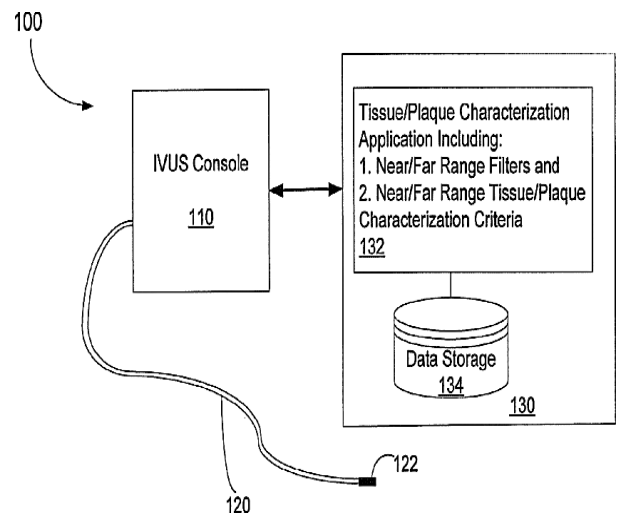 100
IVUS Console
110
Tissue/Plaque Characterization
Application Including:
1. Near/Far Range Filters and
2. Near/Far Range Tissue/Plaque
Characterization Criteria
132
Data Storage
134
130
122
120